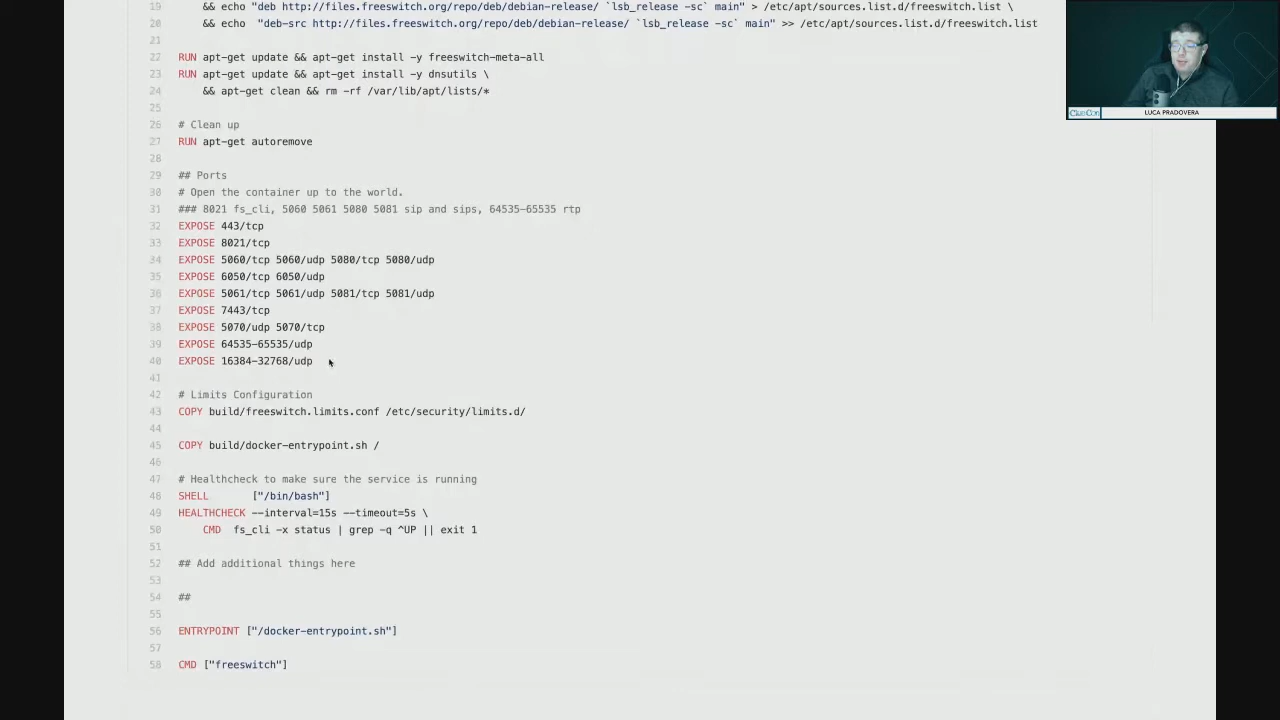 19 && echo "deb http://files.freeswitch.org/repo/deb/debian-release/ `lsb_release -sc` main" > /etc/apt/sources.list.d/freeswitch.list \
20 && echo  "deb-src http://files.freeswitch.org/repo/deb/debian-release/ `lsb_release -sc` main" >> /etc/apt/sources.list.d/freeswitch.list
21
22 RUN apt-get update && apt-get install -y freeswitch-meta-all
23 RUN apt-get update && apt-get install -y dnsutils \
24 && apt-get clean && rm -rf /var/lib/apt/lists/*
25
26 # Clean up
27 RUN apt-get autoremove
28
29 ## Ports
30 # Open the container up to the world.
31 ### 8021 fs_cli, 5060 5061 5080 5081 sip and sips, 64535-65535 rtp
32 EXPOSE 443/tcp
33 EXPOSE 8021/tcp
34 EXPOSE 5060/tcp 5060/udp 5080/tcp 5080/udp
35 EXPOSE 6050/tcp 6050/udp
36 EXPOSE 5061/tcp 5061/udp 5081/tcp 5081/udp
37 EXPOSE 7443/tcp
38 EXPOSE 5070/udp 5070/tcp
39 EXPOSE 64535-65535/udp
40 EXPOSE 16384-32768/udp
41
42 # Limits Configuration
43 COPY build/freeswitch.limits.conf /etc/security/limits.d/
44
45 COPY build/docker-entrypoint.sh /
46
47 # Healthcheck to make sure the service is running
48 SHELL ["/bin/bash"]
49 HEALTHCHECK --interval=15s --timeout=5s \
50 CMD  fs_cli -x status | grep -q ^UP || exit 1
51
52 ## Add additional things here
53
54 ##
55
56 ENTRYPOINT ["/docker-entrypoint.sh"]
57
58 CMD ["freeswitch"]
ClueCon LUCA PRADOVERA